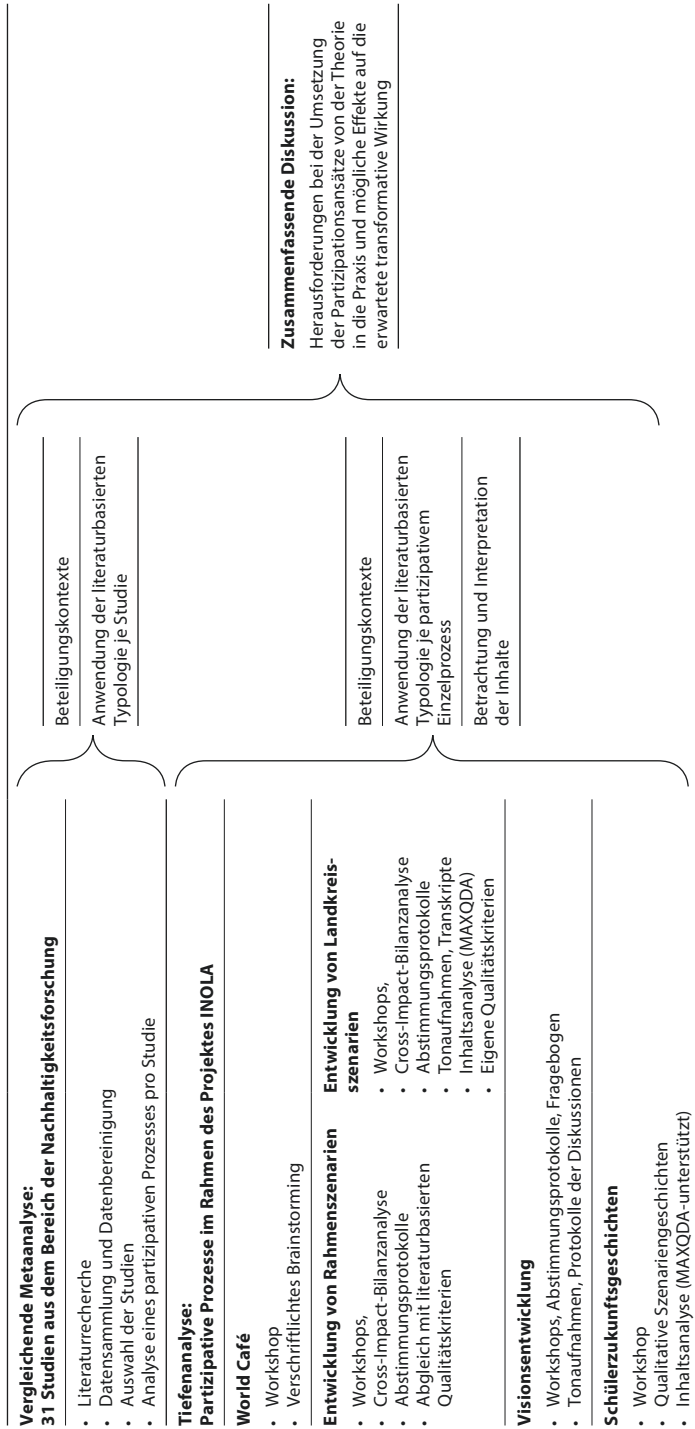 Vergleichende Metaanalyse:
31 Studien aus dem Bereich der Nachhaltigkeitsforschung
• Literaturrecherche
• Datensammlung und Datenbereinigung
• Auswahl der Studien
• Analyse eines partizipativen Prozesses pro Studie
Beteiligungskontexte
Anwendung der literaturbasierten
Typologie je Studie
Tiefenanalyse:
Partizipative Prozesse im Rahmen des Projektes INOLA
World Café
• Workshop
• Verschriftlichtes Brainstorming
Entwicklung von Rahmenszenarien
• Workshops,
• Cross-Impact-Bilanzanalyse
• Abstimmungsprotokolle
• Abgleich mit literaturbasierten
Qualitätskriterien
Entwicklung von Landkreis-
szenarien
• Workshops,
• Cross-Impact-Bilanzanalyse
• Abstimmungsprotokolle
• Tonaufnahmen, Transkripte
• Inhaltsanalyse (MAXQDA)
• Eigene Qualitätskriterien
Visionsentwicklung
• Workshops, Abstimmungsprotokolle, Fragebogen
• Tonaufnahmen, Protokolle der Diskussionen
Schülerzukunftsgeschichten
• Workshop
• Qualitative Szenariengeschichten
• Inhaltsanalyse (MAXQDA-unterstützt)
Beteiligungskontexte
Anwendung der literaturbasierten
Typologie je partizipativem
Einzelprozess
Betrachtung und Interpretation
der Inhalte
Zusammenfassende Diskussion:
Herausforderungen bei der Umsetzung
der Partizipationsansätze von der Theorie
in die Praxis und mögliche Effekte auf die
erwartete transformative Wirkung